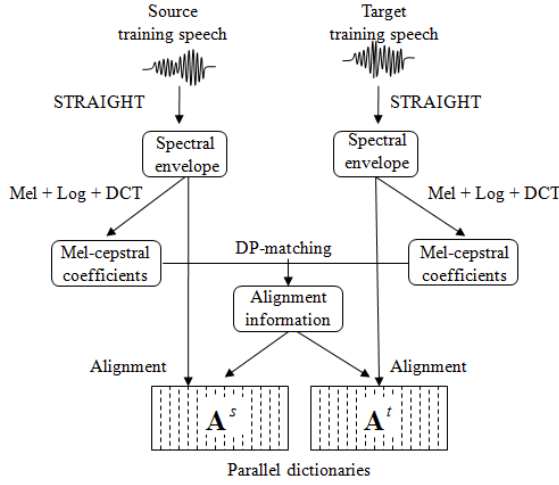 Source
training speech
Target
training speech
STRAIGHT
STRAIGHT
Spectral
envelope
Spectral
envelope
Mel + Log + DCT
Mel + Log + DCT
Mel-cepstral
coefficients
DP-matching
Mel-cepstral
coefficients
Alignment
information
Alignment
Alignment
A s
A t
Parallel dictionaries